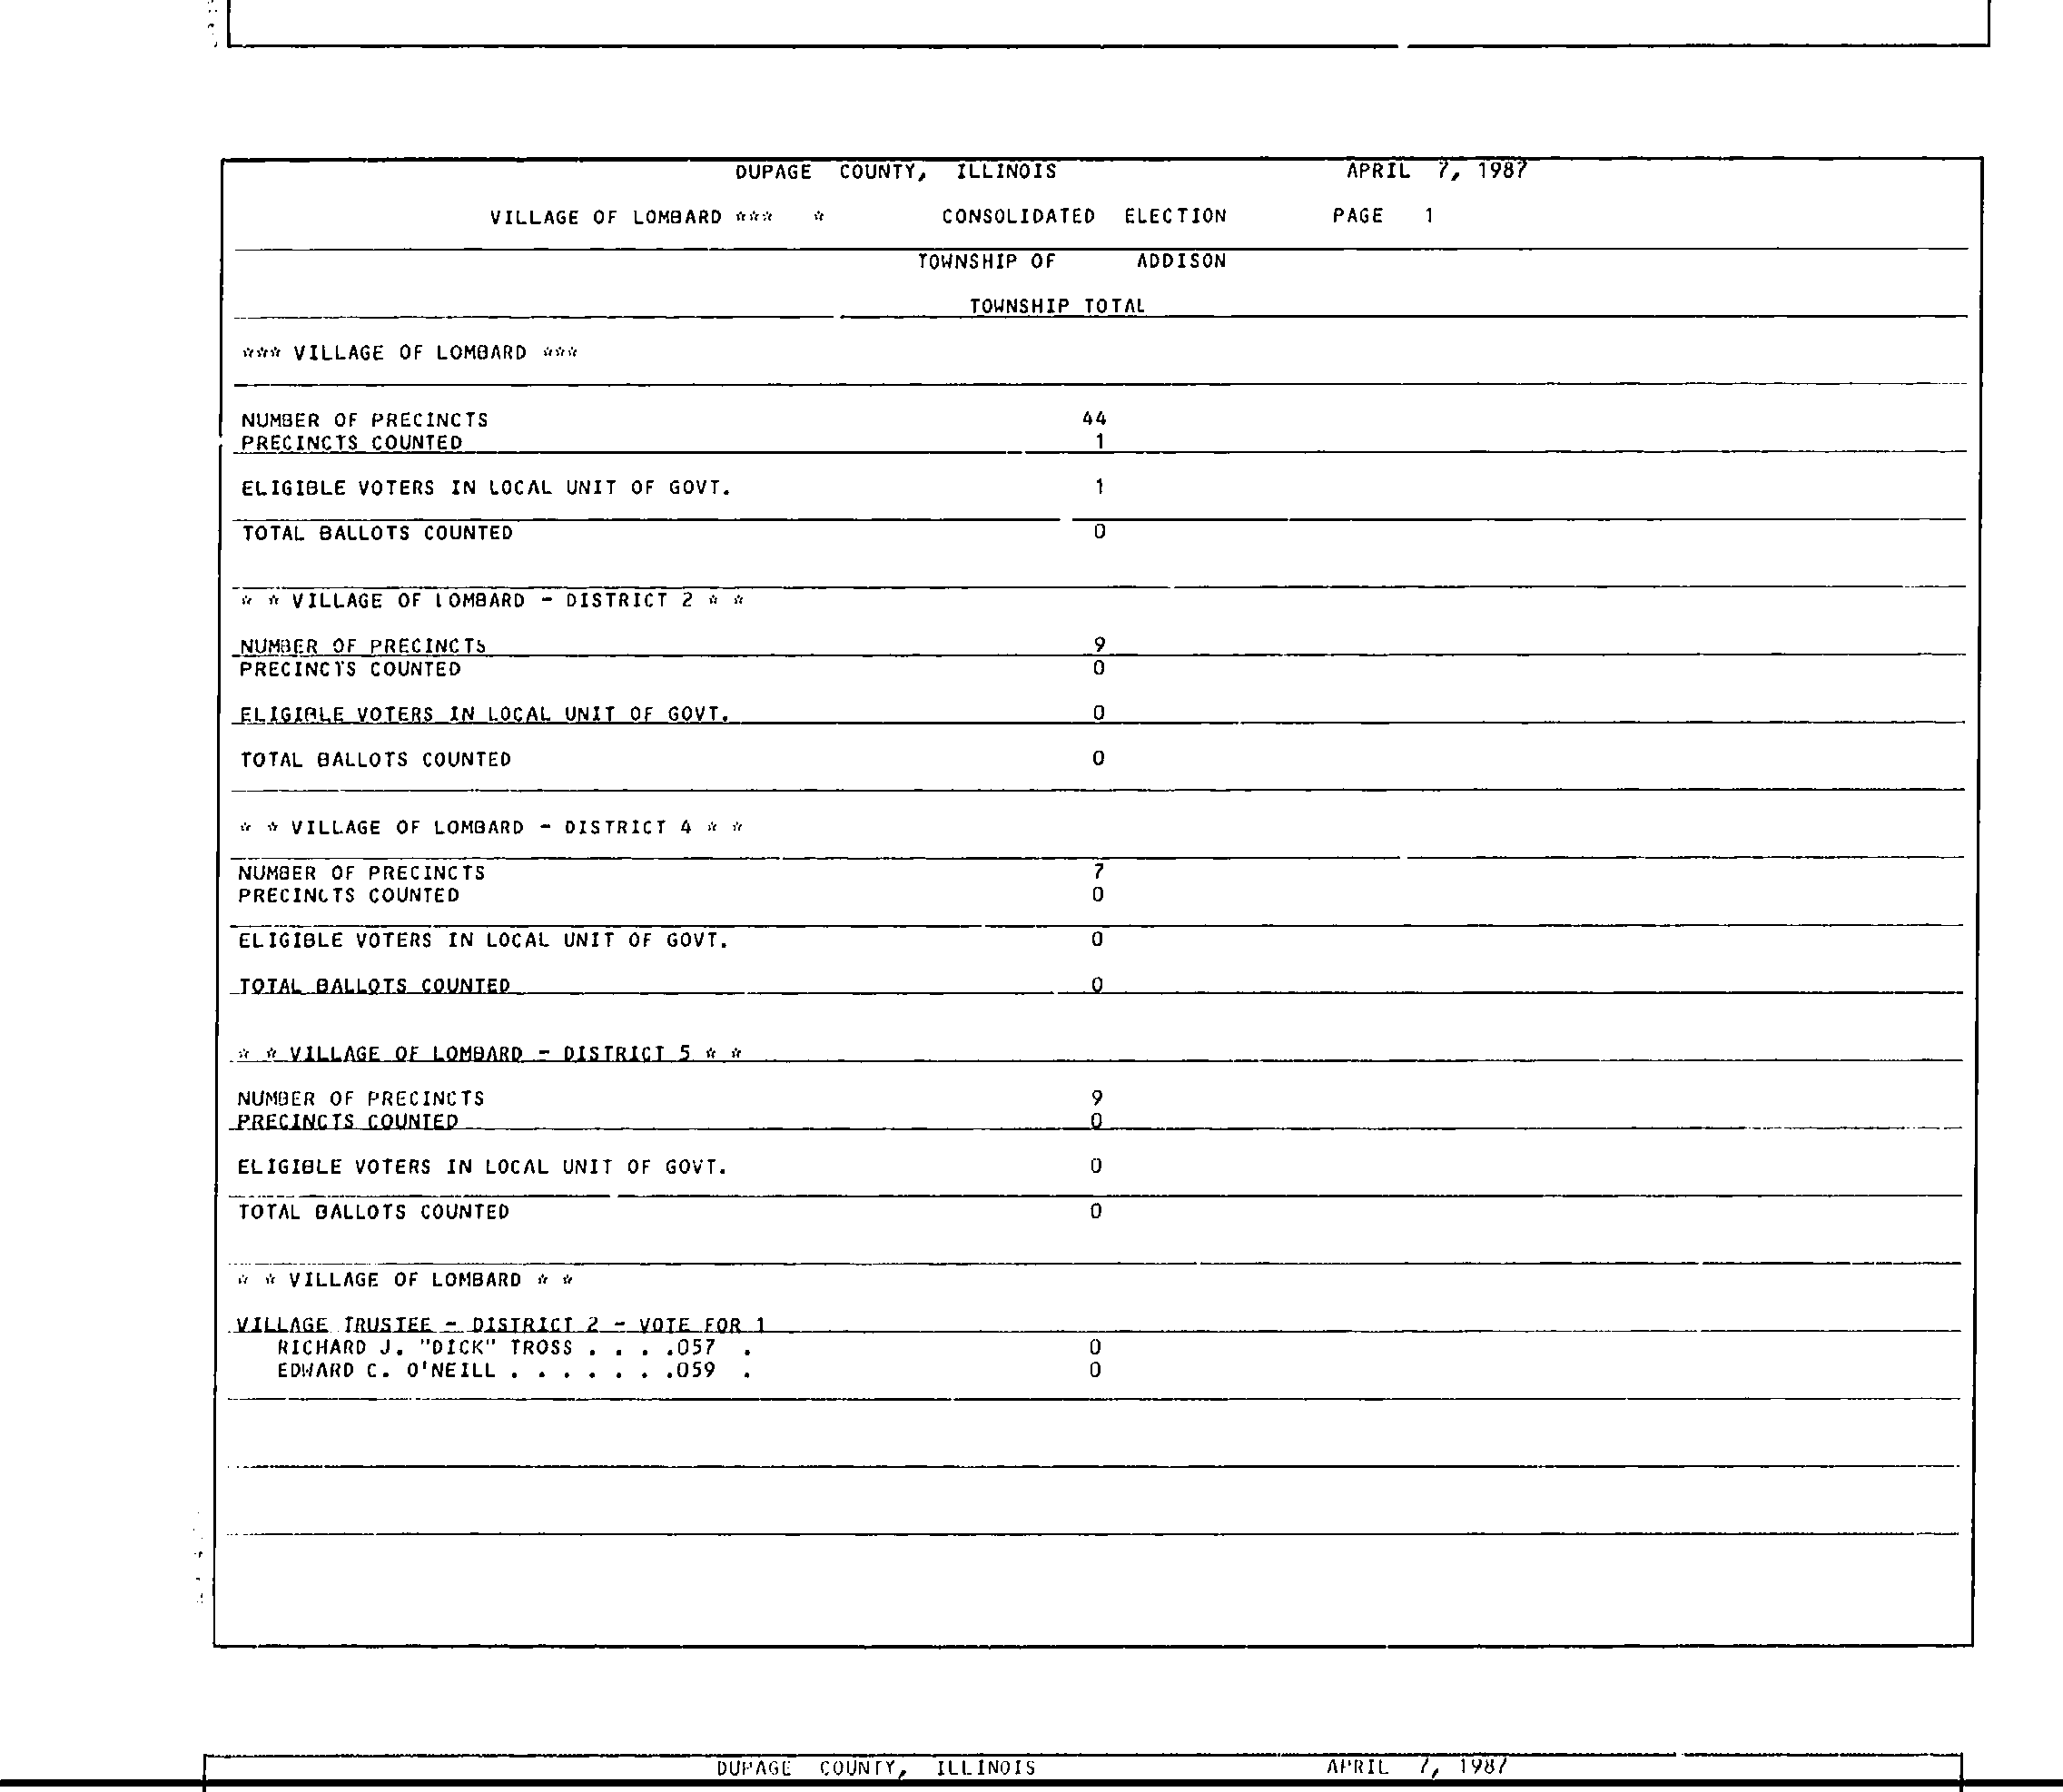 DUPAGE COUNTY, ILLINOIS APRIL 7, 1987
VILLAGE OF LOMBARD *** * CONSOLIDATED ELECTION PAGE 1
TOWNSHIP OF ADDISON
TOWNSHIP TOTAL
*** VILLAGE OF LOMBARD ***
NUMBER OF PRECINCTS 44
PRECINCTS COUNTED 1
ELIGIBLE VOTERS IN LOCAL UNIT OF GOVT. 1
TOTAL BALLOTS COUNTED 0
* * VILLAGE OF LOMBARD - DISTRICT 2 * *
NUMBER OF PRECINCTS 9
PRECINCTS COUNTED 0
ELIGIBLE VOTERS IN LOCAL UNIT OF GOVT. 0
TOTAL BALLOTS COUNTED 0
* * VILLAGE OF LOMBARD - DISTRICT 4 * *
NUMBER OF PRECINCTS 7
PRECINCTS COUNTED 0
ELIGIBLE VOTERS IN LOCAL UNIT OF GOVT. 0
TOTAL BALLOTS COUNTED 0
* * VILLAGE OF LOMBARD - DISTRICT 5 * *
NUMBER OF PRECINCTS 9
PRECINCTS COUNTED 0
ELIGIBLE VOTERS IN LOCAL UNIT OF GOVT. 0
TOTAL BALLOTS COUNTED 0
* * VILLAGE OF LOMBARD * *
VILLAGE TRUSTEE - DISTRICT 2 - VOTE FOR 1
RICHARD J. "DICK" TROSS . . . .057 . 0
EDWARD C. O'NEILL . . . . . . .059 . 0
DUPAGE COUNTY, ILLINOIS APRIL 7, 1987